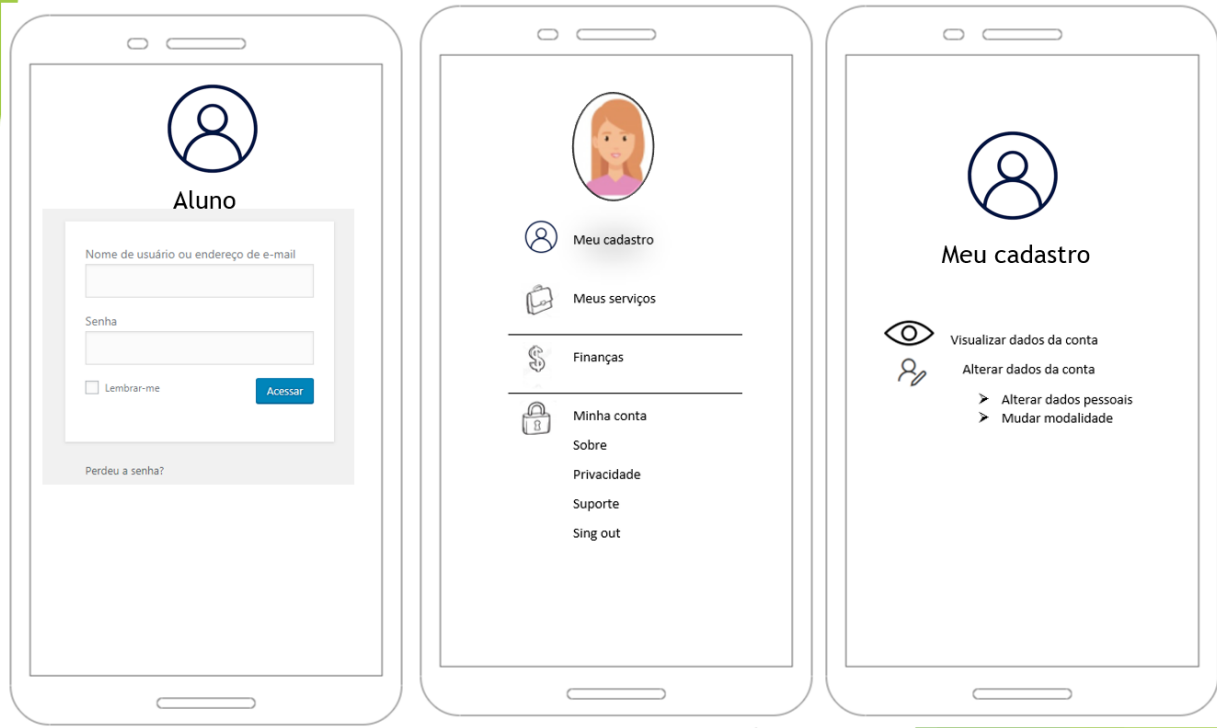 Aluno
Nome de usuário ou endereço de e-mail
Senha
Lembrar-me
Acessar
Perdeu a senha?
Meu cadastro
Meus serviços
Finanças
Minha conta
Sobre
Privacidade
Suporte
Sing out
Meu cadastro
Visualizar dados da conta
Alterar dados da conta
Alterar dados pessoais
Mudar modalidade